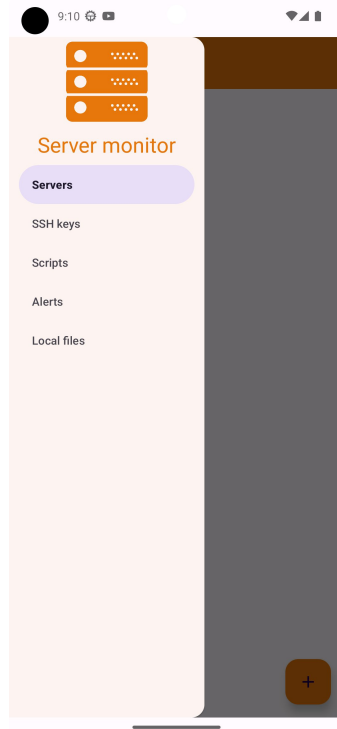 9:10
Server monitor
Servers
SSH keys
Scripts
Alerts
Local files